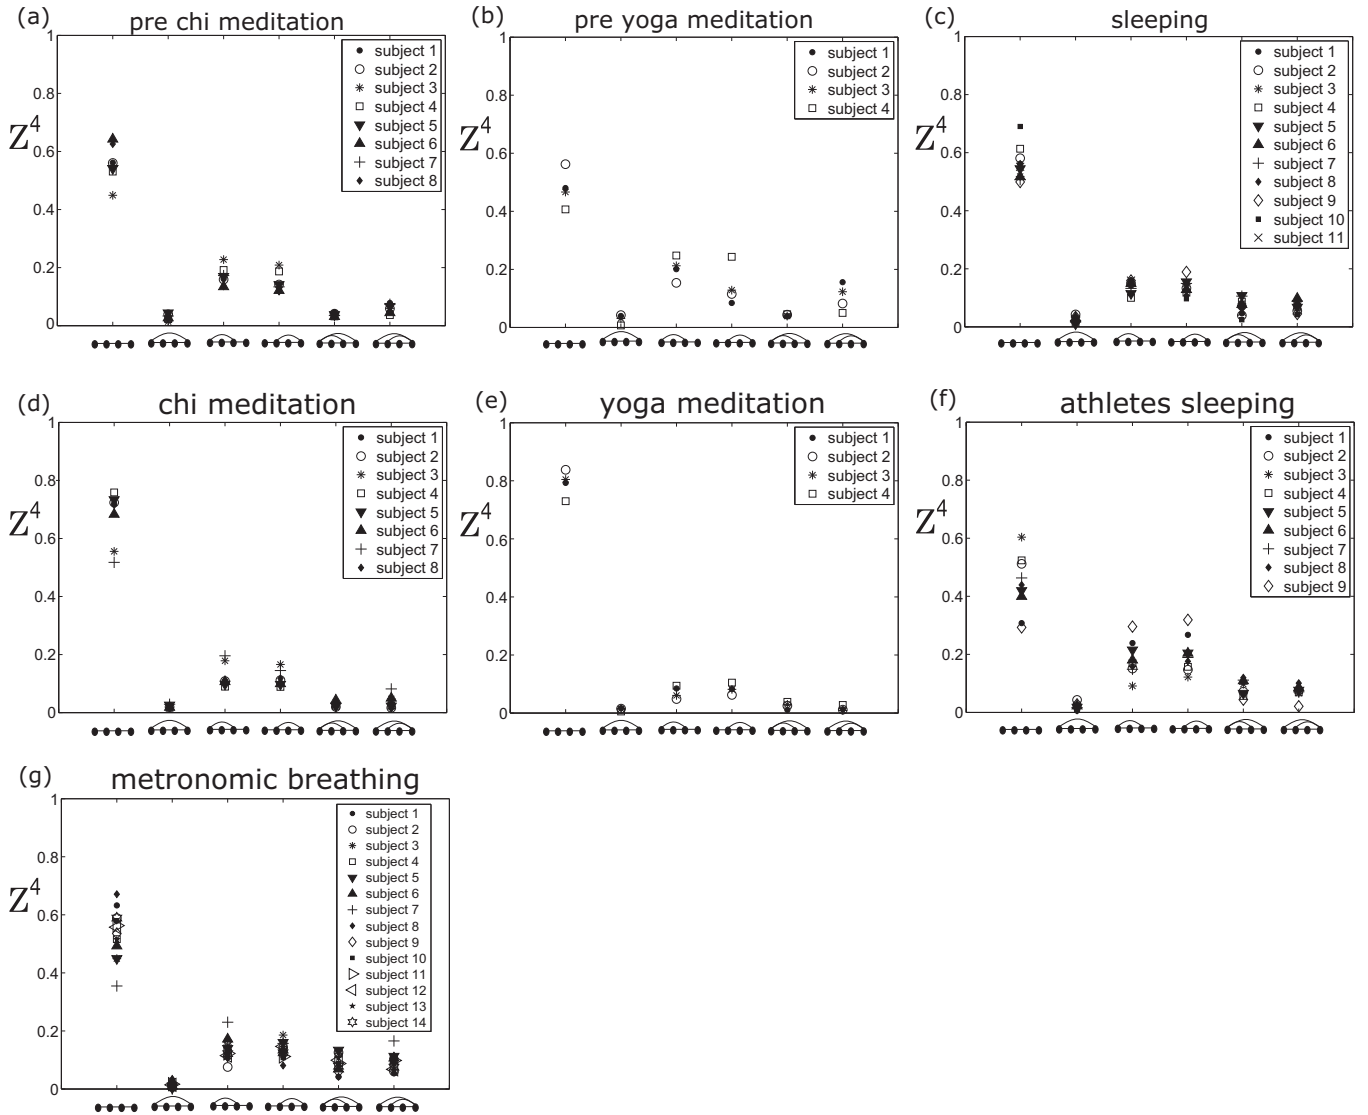 (a) pre chi meditation
1
0.8
0.6
0.4
0.2
0
Z^4
subject 1
subject 2
subject 3
subject 4
subject 5
subject 6
subject 7
subject 8
(b) pre yoga meditation
1
0.8
0.6
0.4
0.2
0
Z^4
subject 1
subject 2
subject 3
subject 4
(c) sleeping
1
0.8
0.6
0.4
0.2
0
Z^4
subject 1
subject 2
subject 3
subject 4
subject 5
subject 6
subject 7
subject 8
subject 9
subject 10
subject 11
(d) chi meditation
1
0.8
0.6
0.4
0.2
0
Z^4
subject 1
subject 2
subject 3
subject 4
subject 5
subject 6
subject 7
subject 8
(e) yoga meditation
1
0.8
0.6
0.4
0.2
0
Z^4
subject 1
subject 2
subject 3
subject 4
(f) athletes sleeping
1
0.8
0.6
0.4
0.2
0
Z^4
subject 1
subject 2
subject 3
subject 4
subject 5
subject 6
subject 7
subject 8
subject 9
(g) metronomic breathing
1
0.8
0.6
0.4
0.2
0
Z^4
subject 1
subject 2
subject 3
subject 4
subject 5
subject 6
subject 7
subject 8
subject 9
subject 10
subject 11
subject 12
subject 13
subject 14